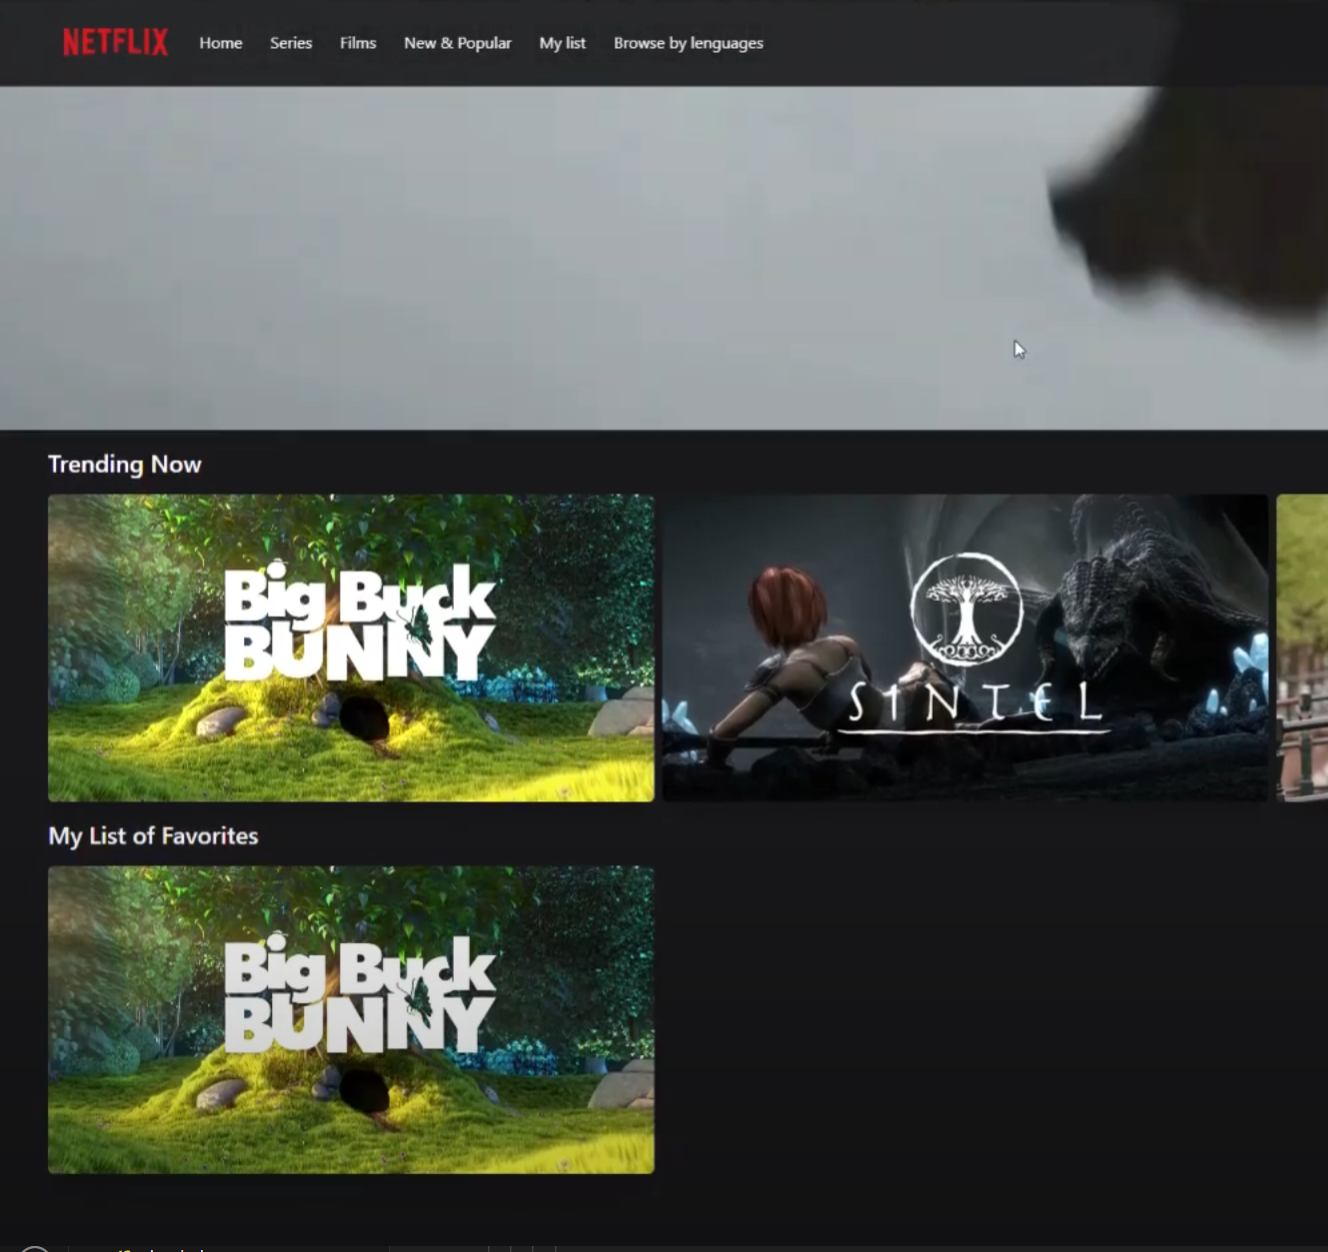 NETFLIX Home Series Films New & Popular My list Browse by lenguages
Trending Now
Big Buck
BUNNY
SINTEL
My List of Favorites
Big Buck
BUNNY